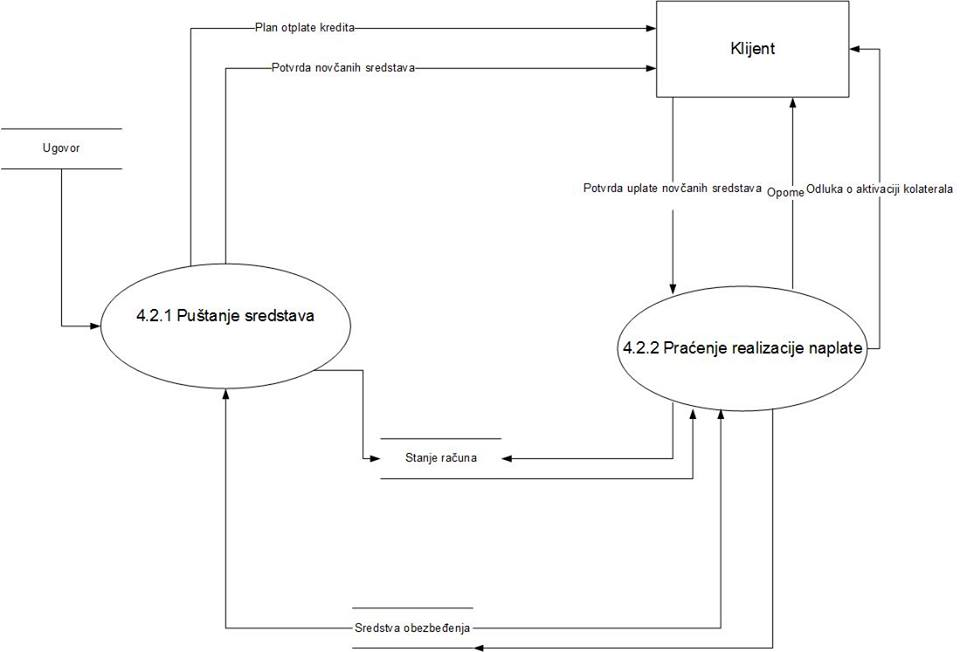 Plan otplate kredita
Klijent
Potvrda novčanih sredstava
Ugovor
Potvrda uplate novčanih sredstava
Opome
Odluka o aktivaciji kolaterala
4.2.1 Puštanje sredstava
4.2.2 Praćenje realizacije naplate
Stanje računa
Sredstva obezbeđenja